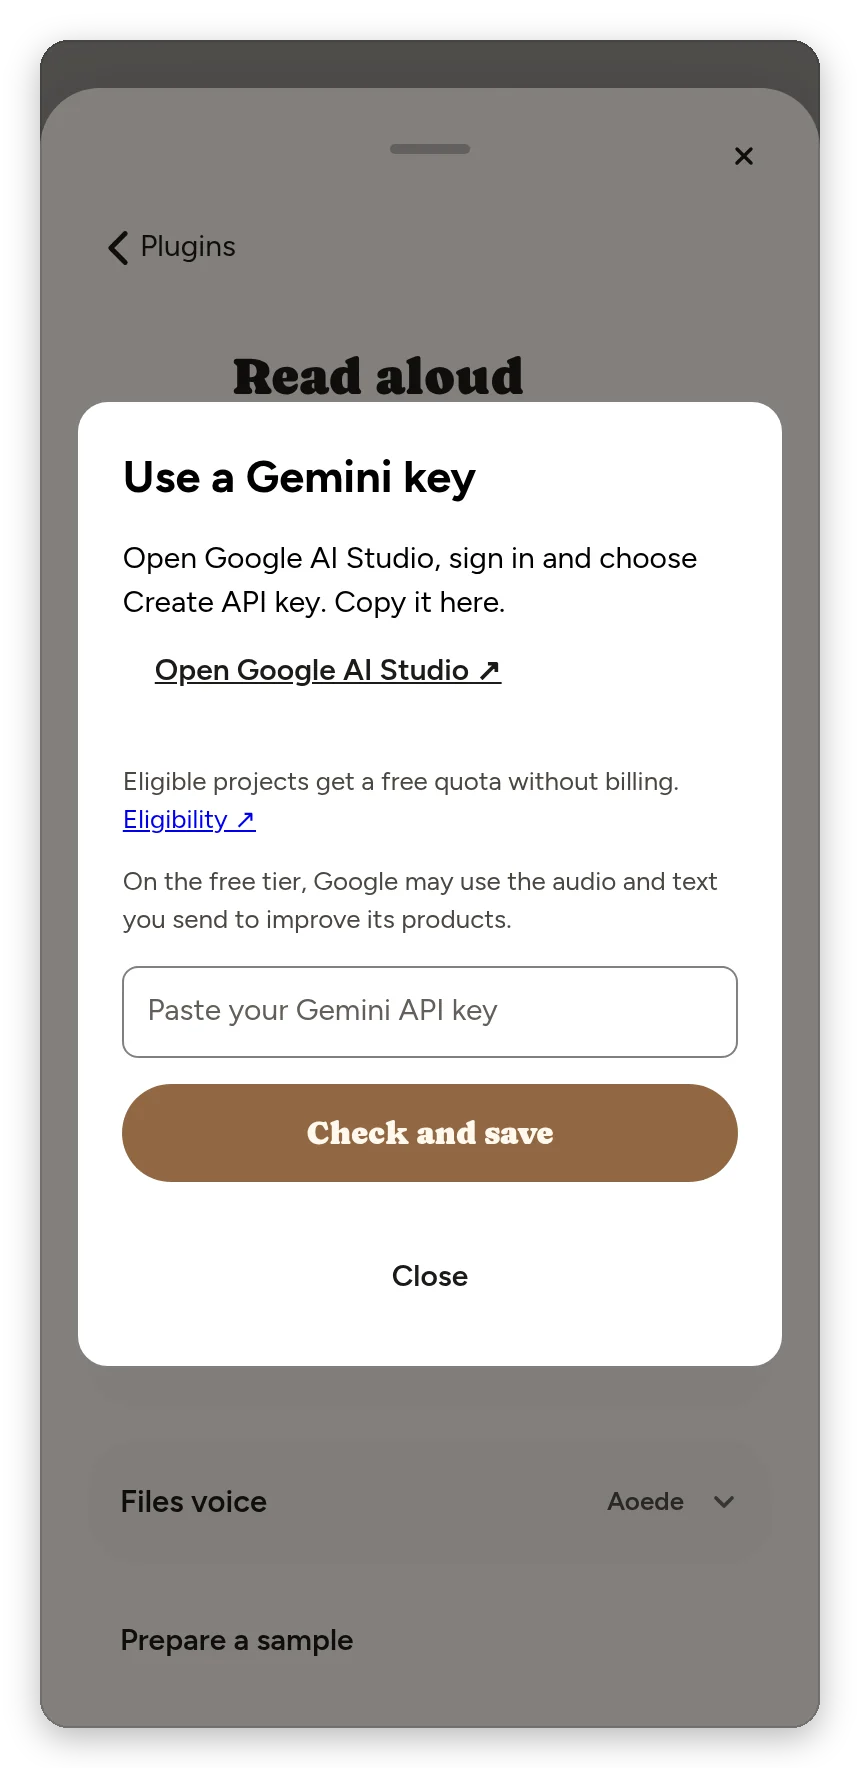 Plugins
Read aloud
Use a Gemini key
Open Google AI Studio, sign in and choose
Create API key. Copy it here.
Open Google AI Studio ↗
Eligible projects get a free quota without billing.
Eligibility ↗
On the free tier, Google may use the audio and text
you send to improve its products.
Paste your Gemini API key
Check and save
Close
Files voice
Aoede
Prepare a sample